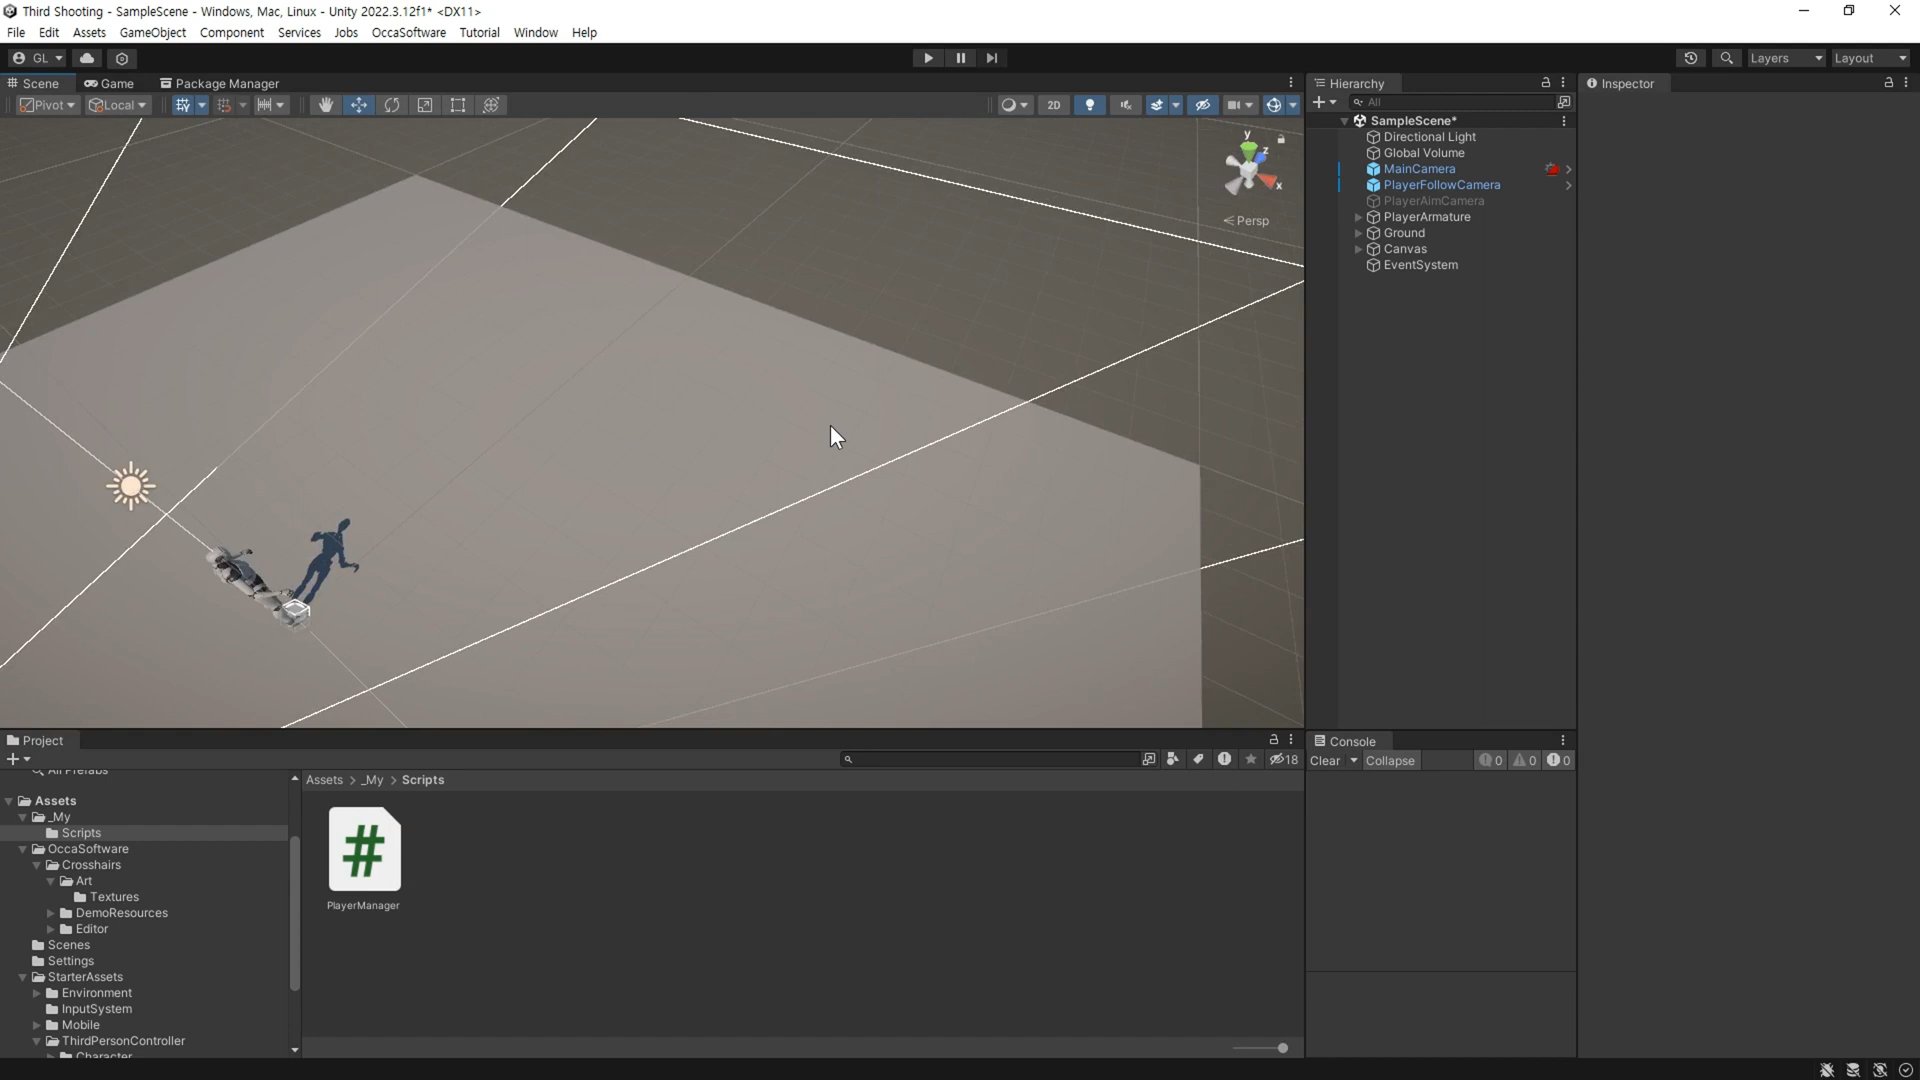 Third Shooting - SampleScene - Windows, Mac, Linux - Unity 2022.3.12f1* <DX11>
File Edit Assets GameObject Component Services Jobs OccaSoftware Tutorial Window Help
GL Layers Layout
Scene Game Package Manager
Pivot Local 2D
y
z
x
Persp
Hierarchy
All
SampleScene*
Directional Light
Global Volume
MainCamera
PlayerFollowCamera
PlayerAimCamera
PlayerArmature
Ground
Canvas
EventSystem
Inspector
Project
18
All Prefabs
Assets
_My
Scripts
OccaSoftware
Crosshairs
Art
Textures
DemoResources
Editor
Scenes
Settings
StarterAssets
Environment
InputSystem
Mobile
ThirdPersonController
Character
Assets > _My > Scripts
#
PlayerManager
Console
Clear Collapse 0 0 0